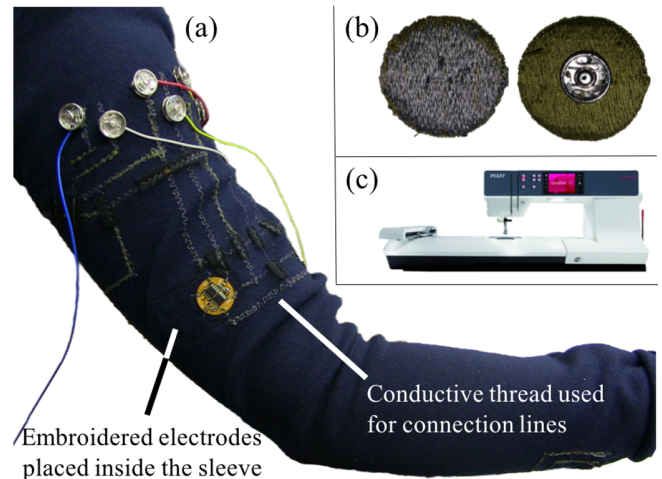 (a)
(b)
(c)
PFAFF
Conductive thread used
for connection lines
Embroidered electrodes
placed inside the sleeve